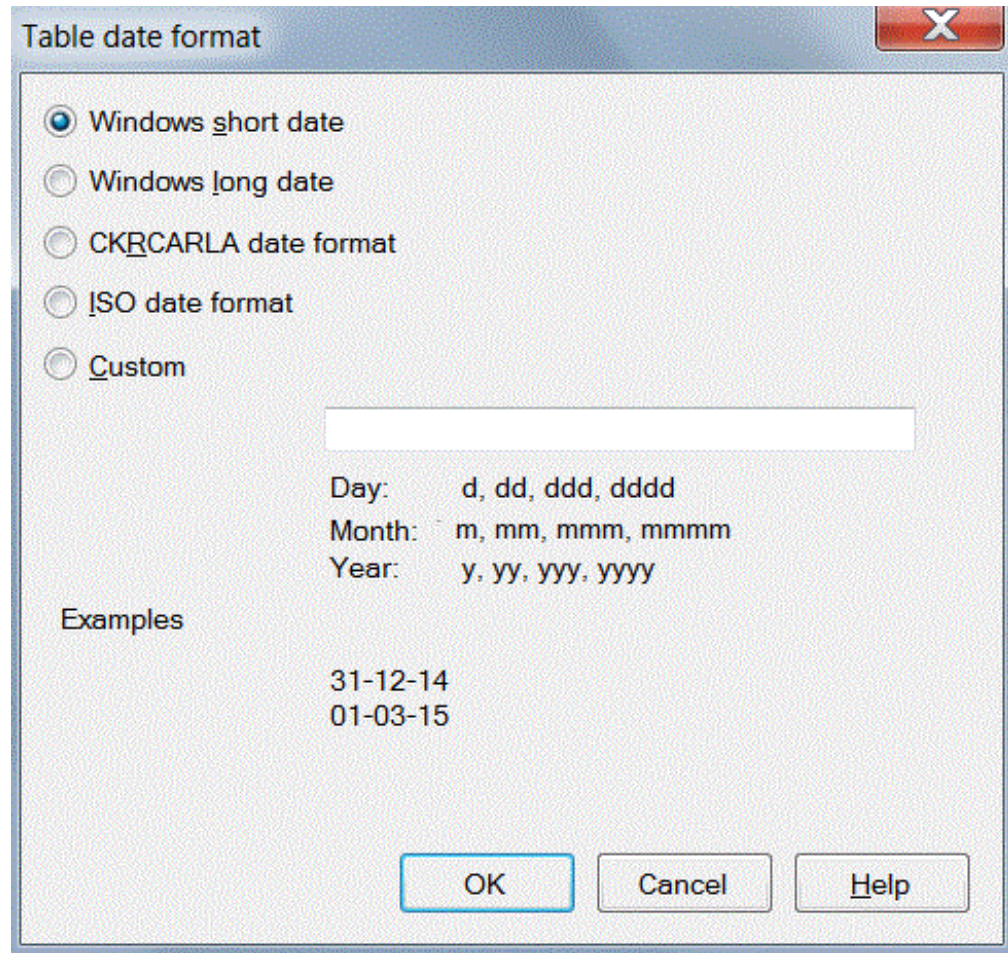 Table date format
Windows short date
Windows long date
CKRCARLA date format
ISO date format
Custom
Day: d, dd, ddd, dddd
Month: m, mm, mmm, mmmm
Year: y, yy, yyy, yyyy
Examples
31-12-14
01-03-15
OK Cancel Help